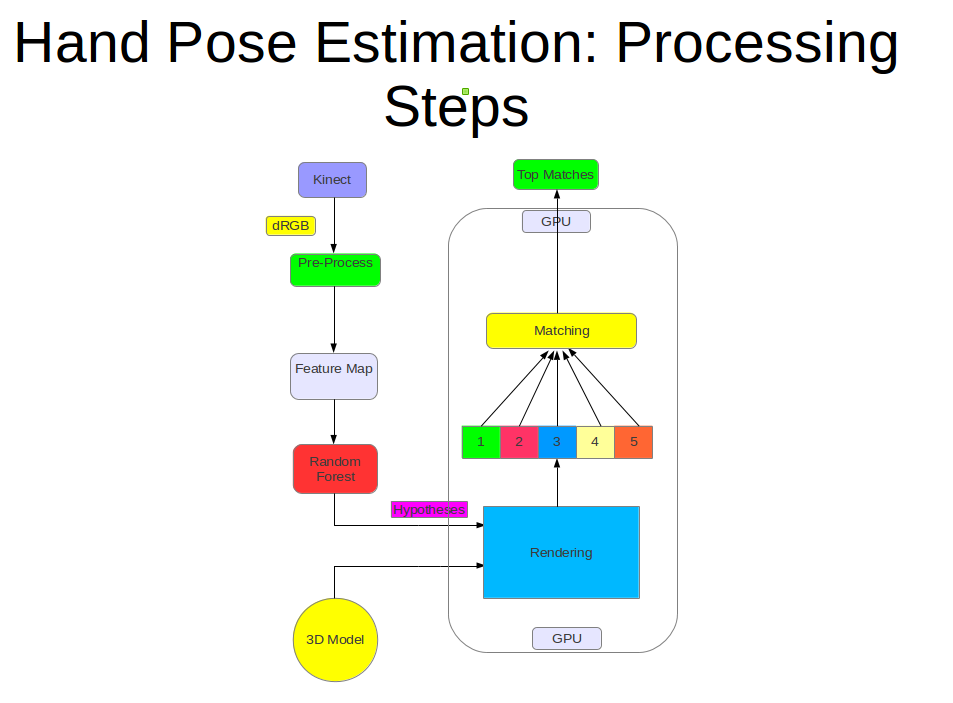 Hand Pose Estimation: Processing
Steps
Kinect
dRGB
Pre-Process
Feature Map
Random
Forest
Hypotheses
3D Model
Top Matches
GPU
Matching
1 2 3 4 5
Rendering
GPU